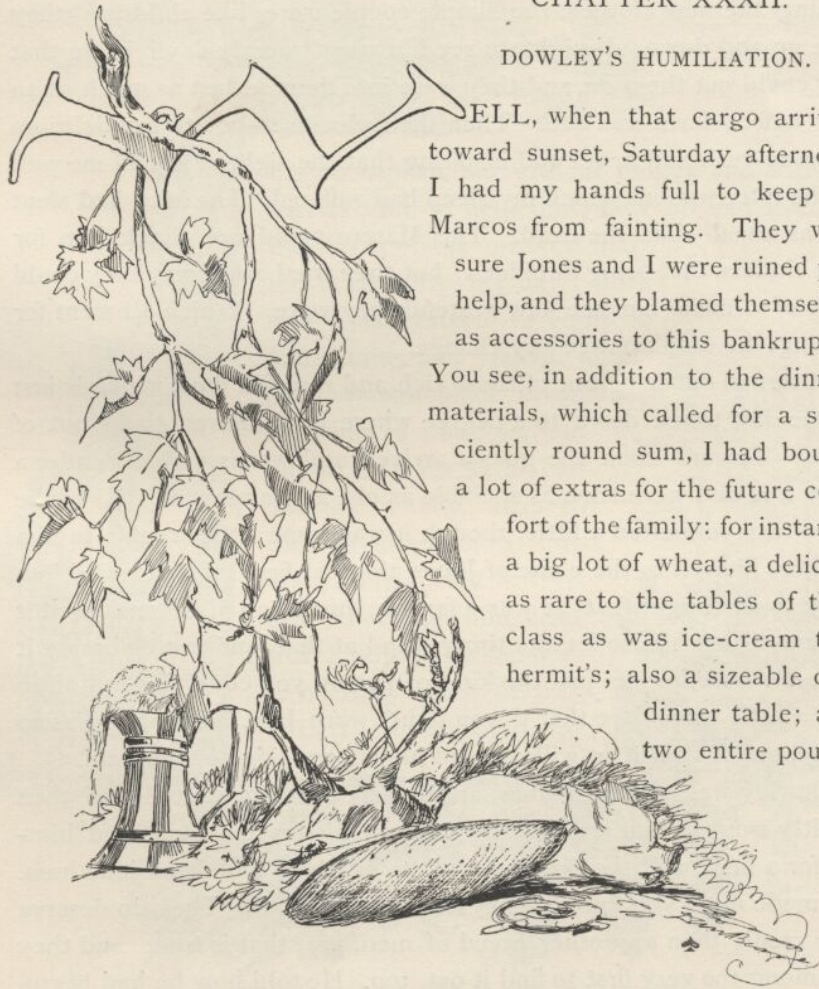 CHAPTER XXXII.
DOWLEY'S HUMILIATION.
WELL, when that cargo arri
toward sunset, Saturday afterno
I had my hands full to keep
Marcos from fainting. They w
sure Jones and I were ruined
help, and they blamed themse
as accessories to this bankrup
You see, in addition to the dinn
materials, which called for a s
ciently round sum, I had bou
a lot of extras for the future co
fort of the family: for instan
a big lot of wheat, a delic
as rare to the tables of th
class as was ice-cream t
hermit's; also a sizeable
dinner table; a
two entire pou